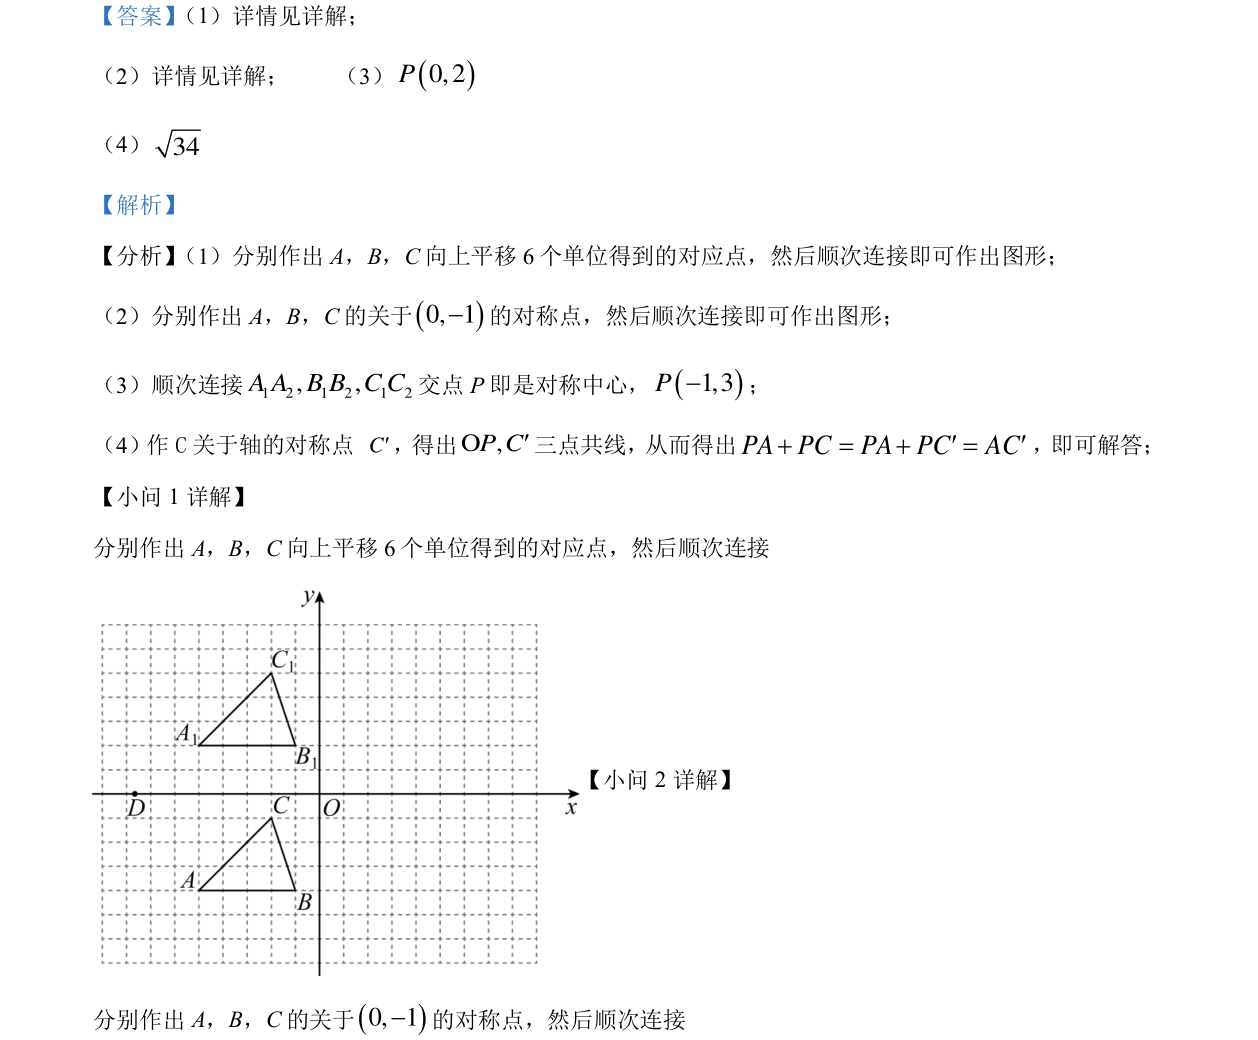 【答案】（1）详情见详解；
（2）详情见详解； （3）P(0,2)
（4）√34
【解析】
【分析】（1）分别作出 A，B，C 向上平移 6 个单位得到的对应点，然后顺次连接即可作出图形；
（2）分别作出 A，B，C 的关于(0,−1)的对称点，然后顺次连接即可作出图形；
（3）顺次连接 A₁A₂,B₁B₂,C₁C₂ 交点 P 即是对称中心，P(−1,3)；
（4）作 C 关于轴的对称点 C′，得出 OP,C′ 三点共线，从而得出 PA+PC=PA+PC′=AC′，即可解答；
【小问 1 详解】
分别作出 A，B，C 向上平移 6 个单位得到的对应点，然后顺次连接
y
C₁
A₁
B₁
【小问 2 详解】
D
C
O
x
A
B
分别作出 A，B，C 的关于(0,−1)的对称点，然后顺次连接